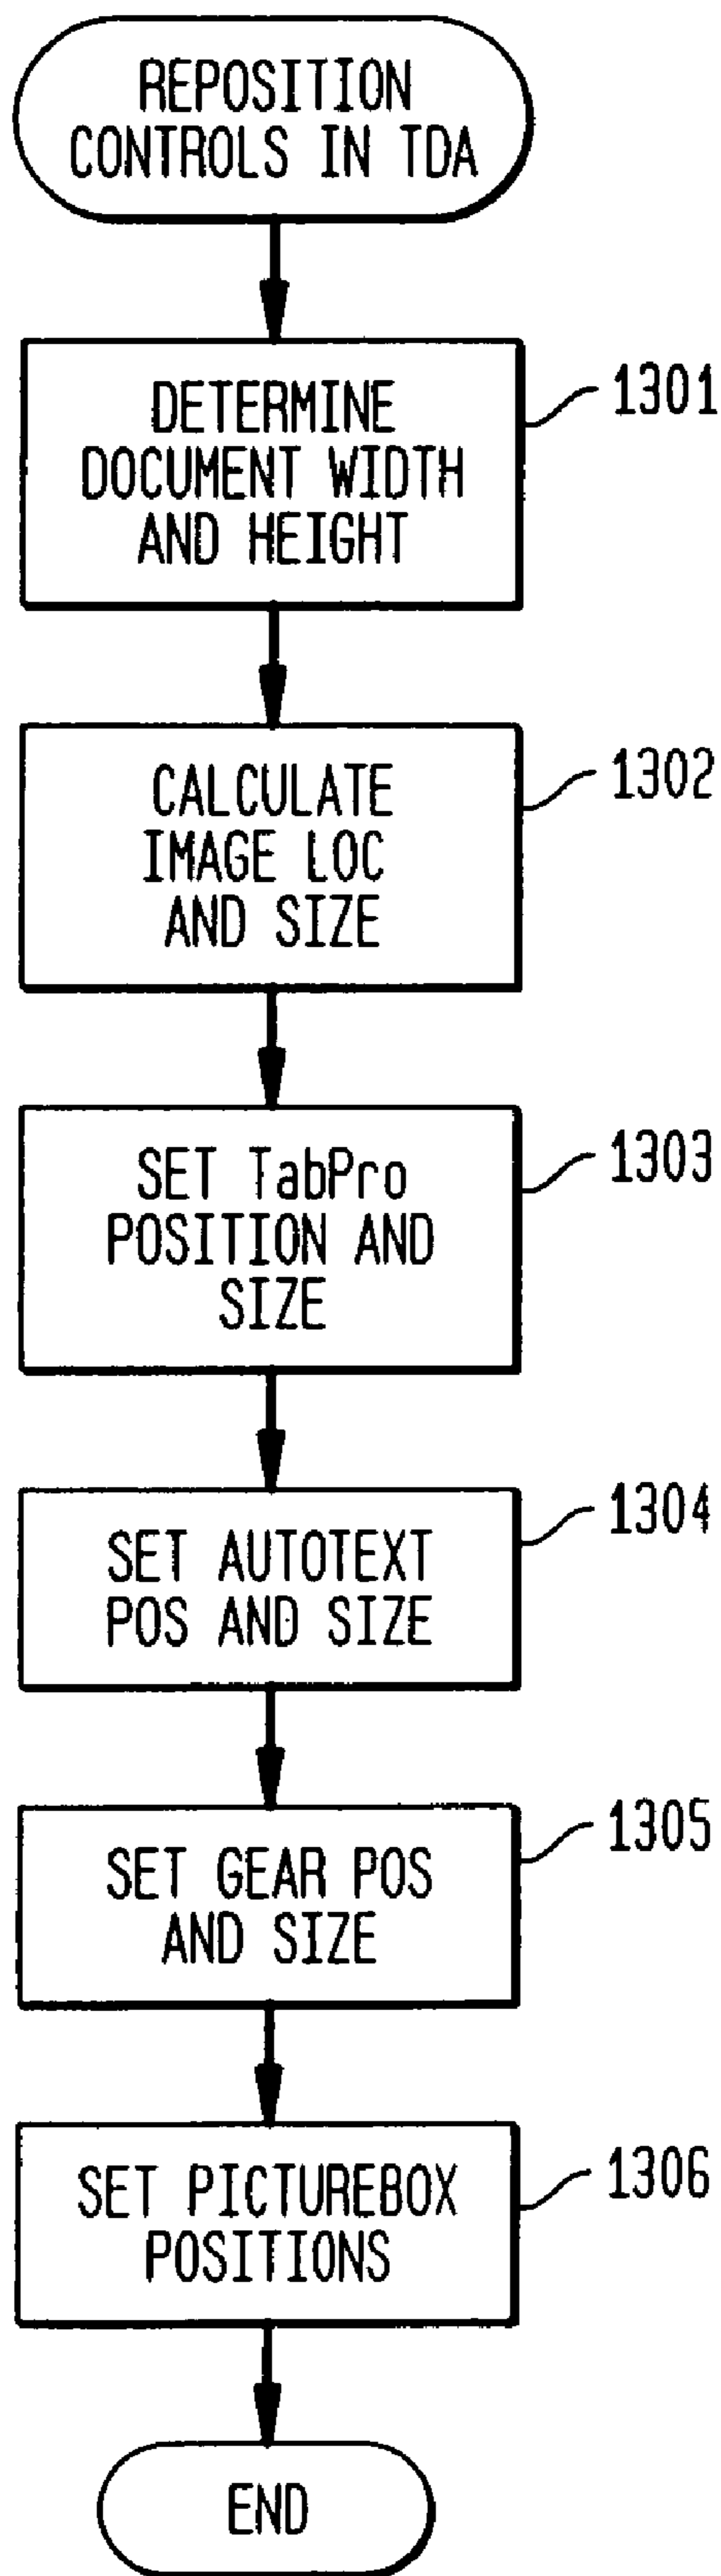 REPOSITION
CONTROLS IN TDA
DETERMINE
DOCUMENT WIDTH
AND HEIGHT
1301
CALCULATE
IMAGE LOC
AND SIZE
1302
SET TabPro
POSITION AND
SIZE
1303
SET AUTOTEXT
POS AND SIZE
1304
SET GEAR POS
AND SIZE
1305
SET PICTUREBOX
POSITIONS
1306
END